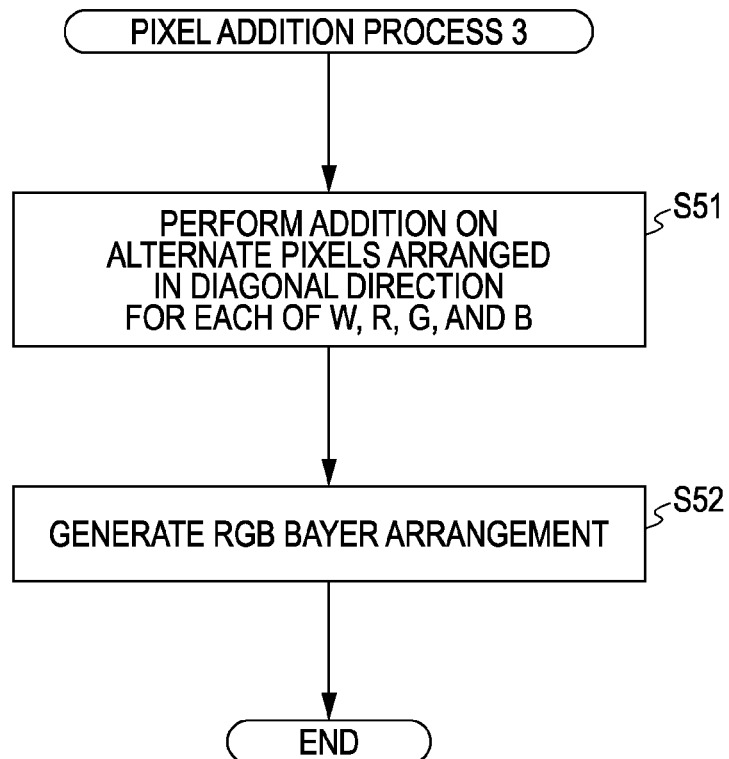 PIXEL ADDITION PROCESS 3
PERFORM ADDITION ON
ALTERNATE PIXELS ARRANGED
IN DIAGONAL DIRECTION
FOR EACH OF W, R, G, AND B
S51
GENERATE RGB BAYER ARRANGEMENT
S52
END